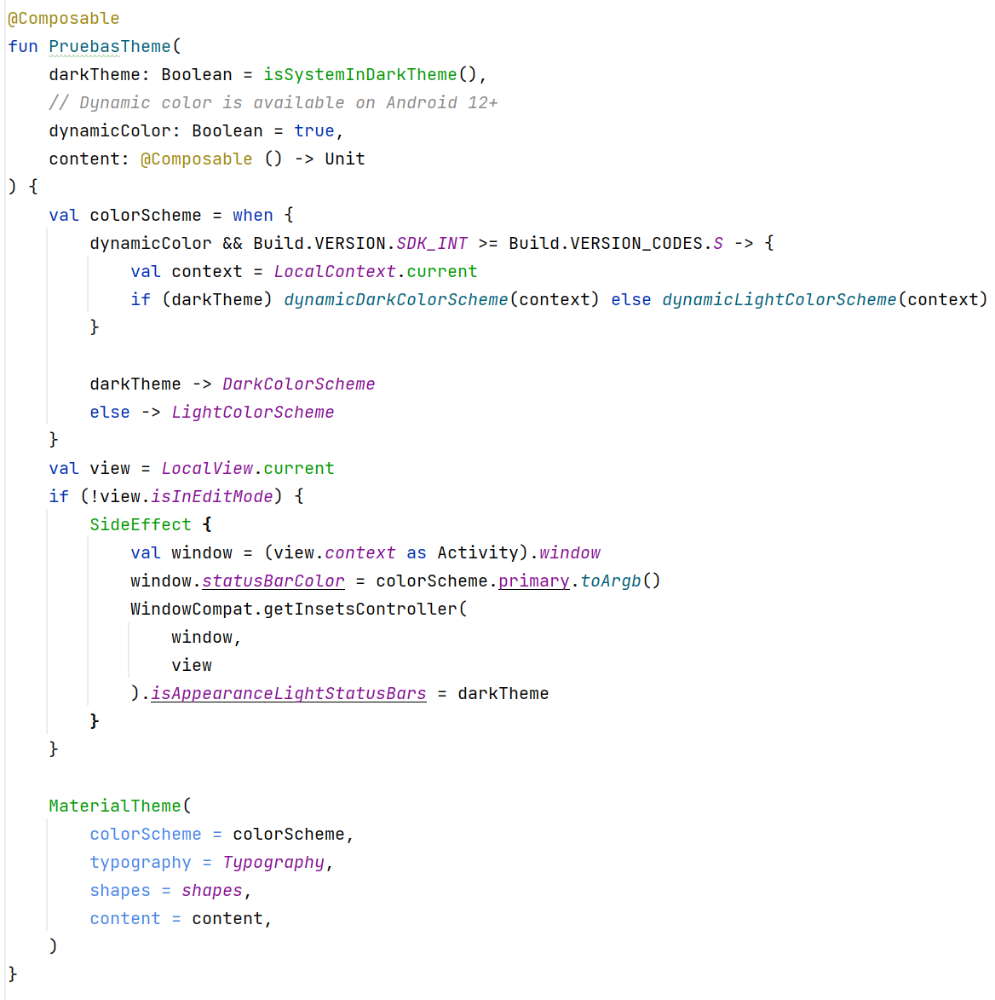 @Composable
fun PruebasTheme(
    darkTheme: Boolean = isSystemInDarkTheme(),
    // Dynamic color is available on Android 12+
    dynamicColor: Boolean = true,
    content: @Composable () -> Unit
) {
    val colorScheme = when {
        dynamicColor && Build.VERSION.SDK_INT >= Build.VERSION_CODES.S -> {
            val context = LocalContext.current
            if (darkTheme) dynamicDarkColorScheme(context) else dynamicLightColorScheme(context)
        }

        darkTheme -> DarkColorScheme
        else -> LightColorScheme
    }
    val view = LocalView.current
    if (!view.isInEditMode) {
        SideEffect {
            val window = (view.context as Activity).window
            window.statusBarColor = colorScheme.primary.toArgb()
            WindowCompat.getInsetsController(
                window,
                view
            ).isAppearanceLightStatusBars = darkTheme
        }
    }

    MaterialTheme(
        colorScheme = colorScheme,
        typography = Typography,
        shapes = shapes,
        content = content,
    )
}